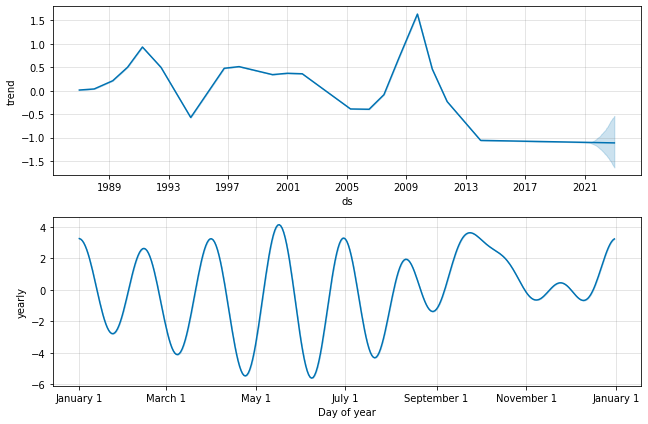 1.5
1.0
0.5
0.0
−0.5
−1.0
−1.5
trend
1989 1993 1997 2001 2005 2009 2013 2017 2021
ds
4
2
0
−2
−4
−6
yearly
January 1 March 1 May 1 July 1 September 1 November 1 January 1
Day of year